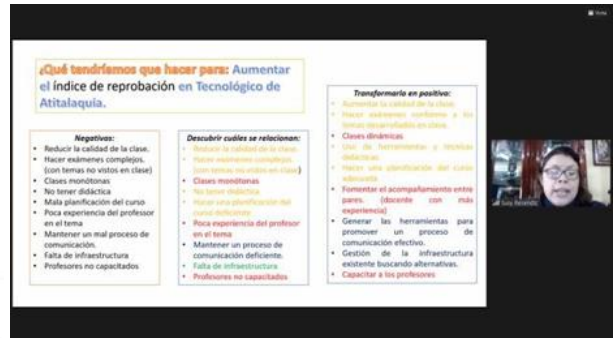 ¿Qué tendríamos que hacer para: Aumentar
el índice de reprobación en Tecnológico de
Atitalaquia.
Negativas:
• Reducir la calidad de la clase.
• Hacer exámenes complejos.
(con temas no vistos en clase)
• Clases monótonas
• No tener didáctica
• Mala planificación del curso
• Poca experiencia del profesor
en el tema
• Mantener un mal proceso de
comunicación.
• Falta de infraestructura
• Profesores no capacitados
Descubrir cuáles se relacionan:
• Reducir la calidad de la clase.
• Hacer exámenes complejos
(con temas no vistos en clase)
• Clases monótonas
• No tener didáctica
• Hacer una planificación del
curso deficiente
• Poca experiencia del profesor
en el tema
• Mantener un proceso de
comunicación deficiente.
• Falta de infraestructura
• Profesores no capacitados
Transformarlo en positivo:
• Aumentar la calidad de la clase.
• Hacer exámenes conforme a los
temas desarrollados en clase.
• Clases dinámicas
• Uso de herramientas y técnicas
didácticas
• Hacer una planificación del curso
adecuada
• Fomentar el acompañamiento entre
pares. (docente con más
experiencia)
• Generar las herramientas para
promover un proceso de
comunicación efectivo.
• Gestión de la infraestructura
existente buscando alternativas.
• Capacitar a los profesores